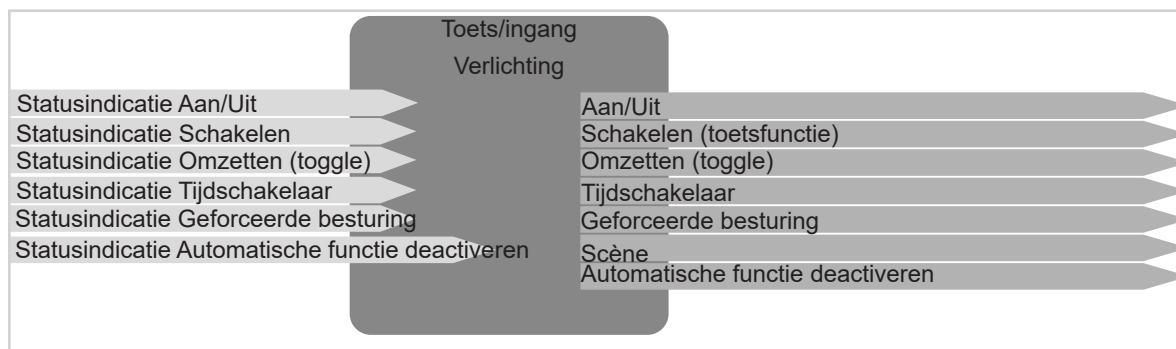 Toets/ingang
Verlichting
Statusindicatie Aan/Uit
Statusindicatie Schakelen
Statusindicatie Omzetten (toggle)
Statusindicatie Tijdschakelaar
Statusindicatie Geforceerde besturing
Statusindicatie Automatische functie deactiveren
Aan/Uit
Schakelen (toetsfunctie)
Omzetten (toggle)
Tijdschakelaar
Geforceerde besturing
Scène
Automatische functie deactiveren